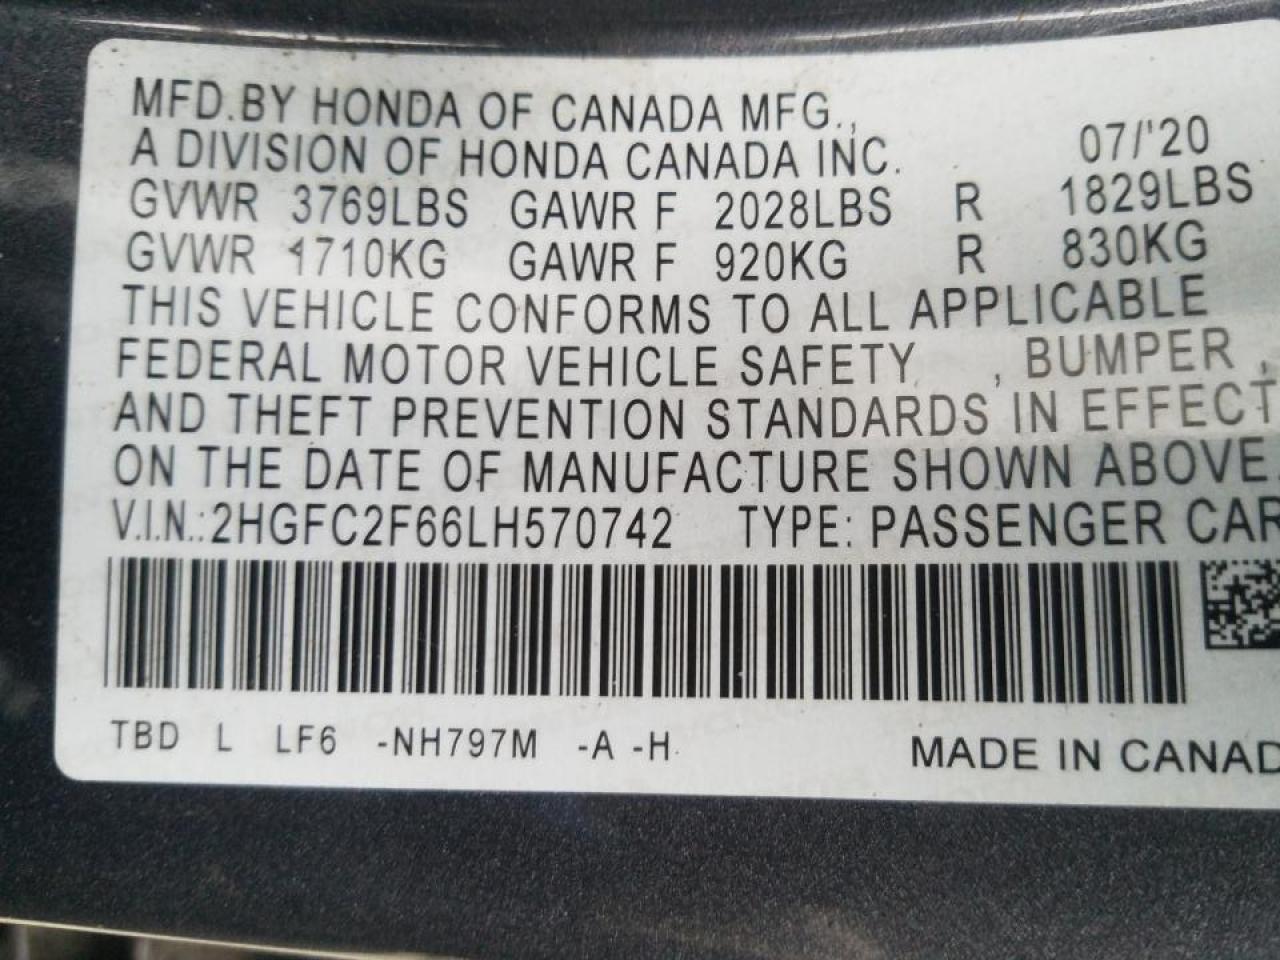 MFD.BY HONDA OF CANADA MFG.,
A DIVISION OF HONDA CANADA INC. 07/'20
GVWR 3769LBS GAWR F 2028LBS R 1829LBS
GVWR 1710KG GAWR F 920KG R 830KG
THIS VEHICLE CONFORMS TO ALL APPLICABLE
FEDERAL MOTOR VEHICLE SAFETY , BUMPER ,
AND THEFT PREVENTION STANDARDS IN EFFECT
ON THE DATE OF MANUFACTURE SHOWN ABOVE.
V.I.N.:2HGFC2F66LH570742 TYPE: PASSENGER CAR
TBD L LF6 -NH797M -A -H
MADE IN CANAD